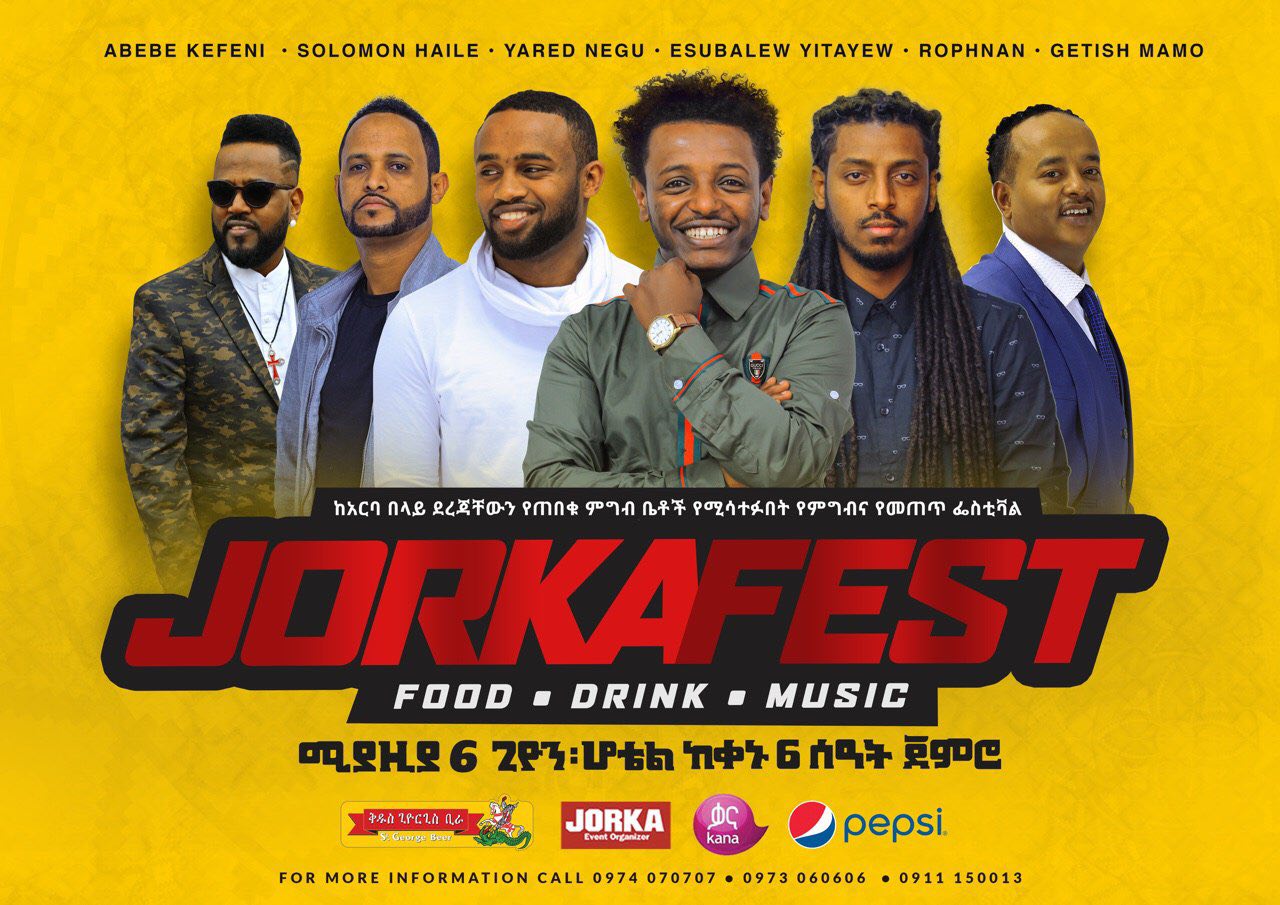 ABEBE KEFENI • SOLOMON HAILE • YARED NEGU • ESUBALEW YITAYEW • ROPHNAN • GETISH MAMO
GUCCI
ከአርባ በላይ ደረጃቸውን የጠበቁ ምግብ ቤቶች የሚሳተፉበት የምግብና የመጠጥ ፌስቲቫል
JORKAFEST
FOOD • DRINK • MUSIC
ሚያዚያ 6 ጊዮን፡ሆቴል ከቀኑ 6 ሰዓት ጀምሮ
ቅዱስ ጊዮርጊስ ቢራ
St. George Beer
JORKA
Event Organizer
ቃና
kana
pepsi
FOR MORE INFORMATION CALL 0974 070707 • 0973 060606 • 0911 150013